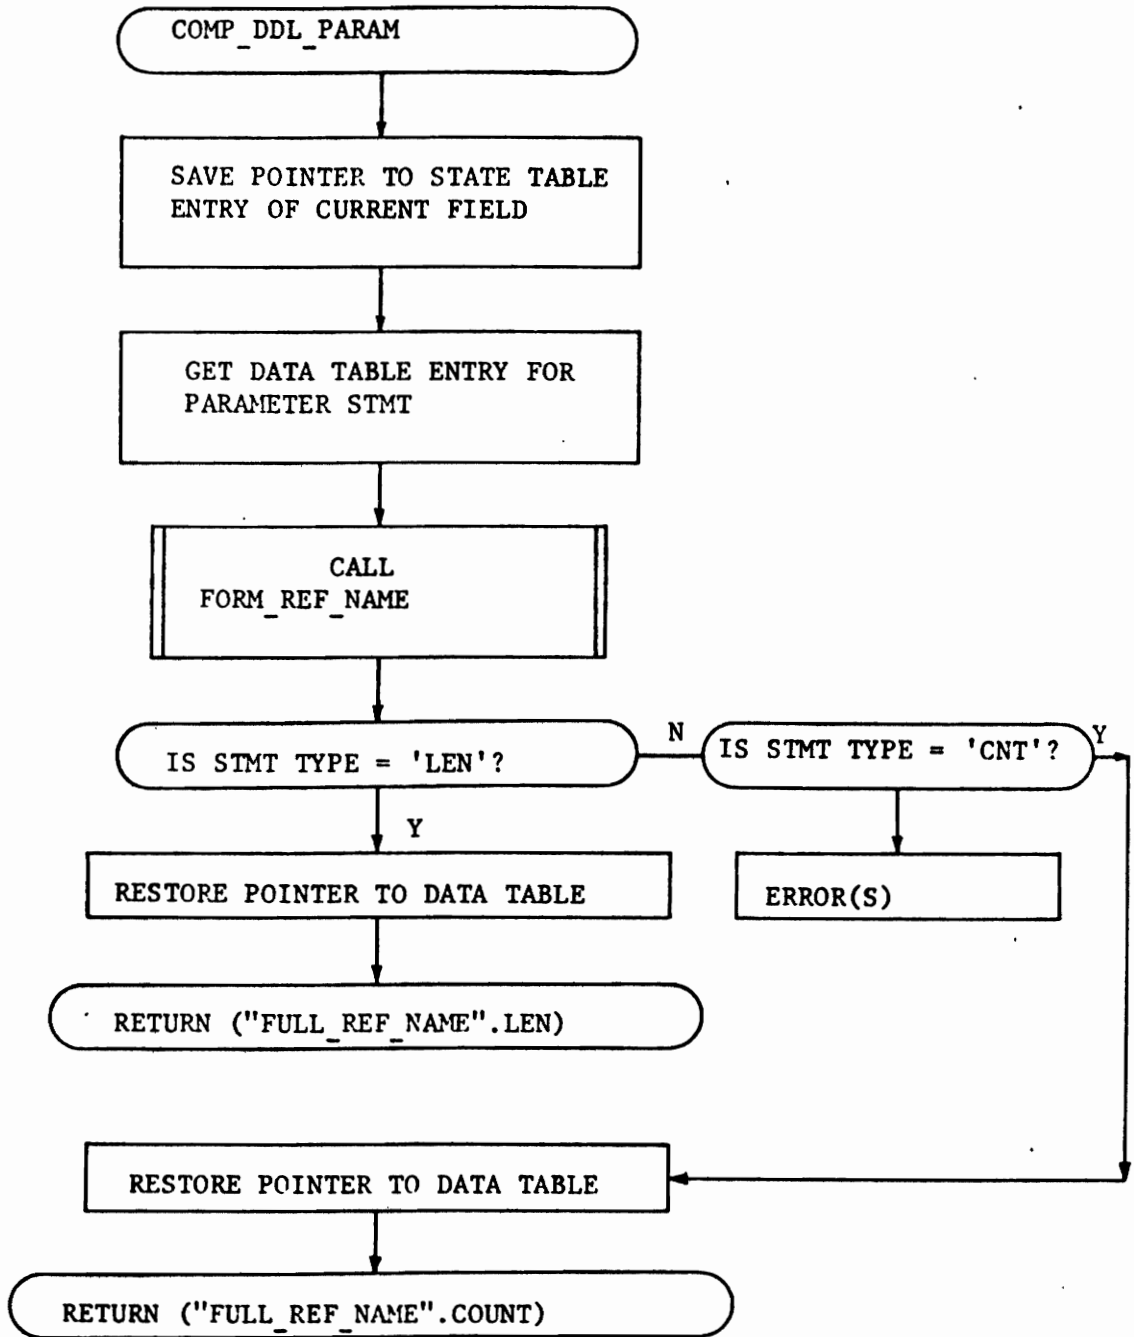 COMP_DDL_PARAM
SAVE POINTER TO STATE TABLE
ENTRY OF CURRENT FIELD
GET DATA TABLE ENTRY FOR
PARAMETER STMT
CALL
FORM_REF_NAME
IS STMT TYPE = 'LEN'?
N
IS STMT TYPE = 'CNT'?
Y
Y
RESTORE POINTER TO DATA TABLE
ERROR(S)
RETURN ("FULL_REF_NAME".LEN)
RESTORE POINTER TO DATA TABLE
RETURN ("FULL_REF_NAME".COUNT)